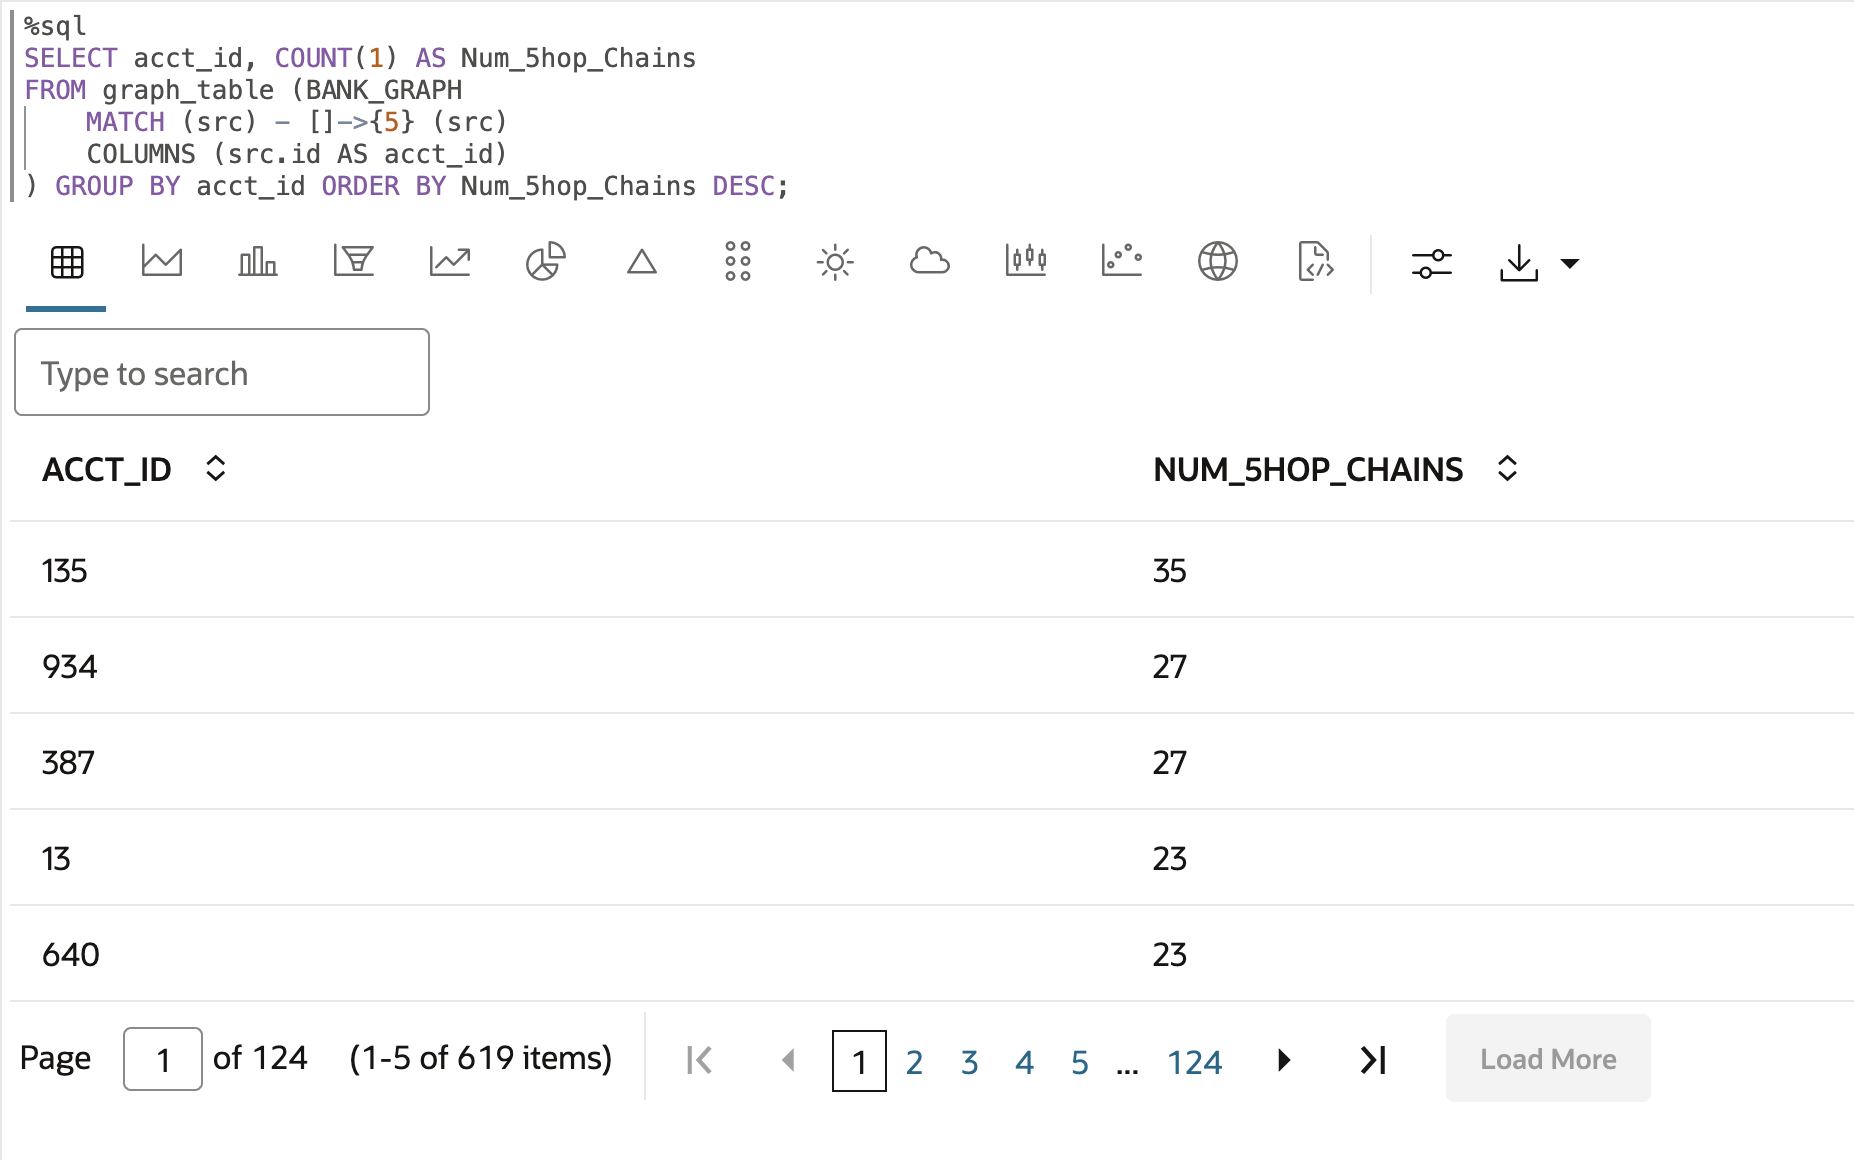 %sql
SELECT acct_id, COUNT(1) AS Num_5hop_Chains
FROM graph_table (BANK_GRAPH
    MATCH (src) - []->{5} (src)
    COLUMNS (src.id AS acct_id)
) GROUP BY acct_id ORDER BY Num_5hop_Chains DESC;
Type to search
ACCT_ID NUM_5HOP_CHAINS
135 35
934 27
387 27
13 23
640 23
Page 1 of 124 (1-5 of 619 items) 1 2 3 4 5 ... 124 Load More